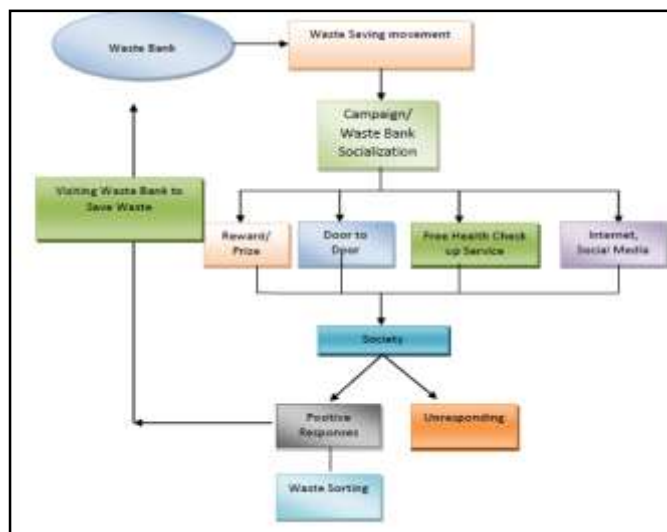 Waste Bank
Waste Saving movement
Campaign/
Waste Bank
Socialization
Visiting Waste Bank to
Save Waste
Reward/
Prize
Door to
Door
Free Health Check
up Service
Internet,
Social Media
Society
Positive
Responses
Unresponding
Waste Sorting